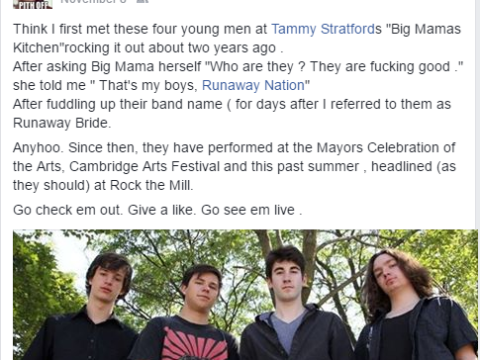 PITH OFF
November 8
Think I first met these four young men at Tammy Stratfords "Big Mamas
Kitchen"rocking it out about two years ago .
After asking Big Mama herself "Who are they ? They are fucking good ."
she told me " That's my boys, Runaway Nation"
After fuddling up their band name ( for days after I referred to them as
Runaway Bride.
Anyhoo. Since then, they have performed at the Mayors Celebration of
the Arts, Cambridge Arts Festival and this past summer , headlined (as
they should) at Rock the Mill.
Go check em out. Give a like. Go see em live .